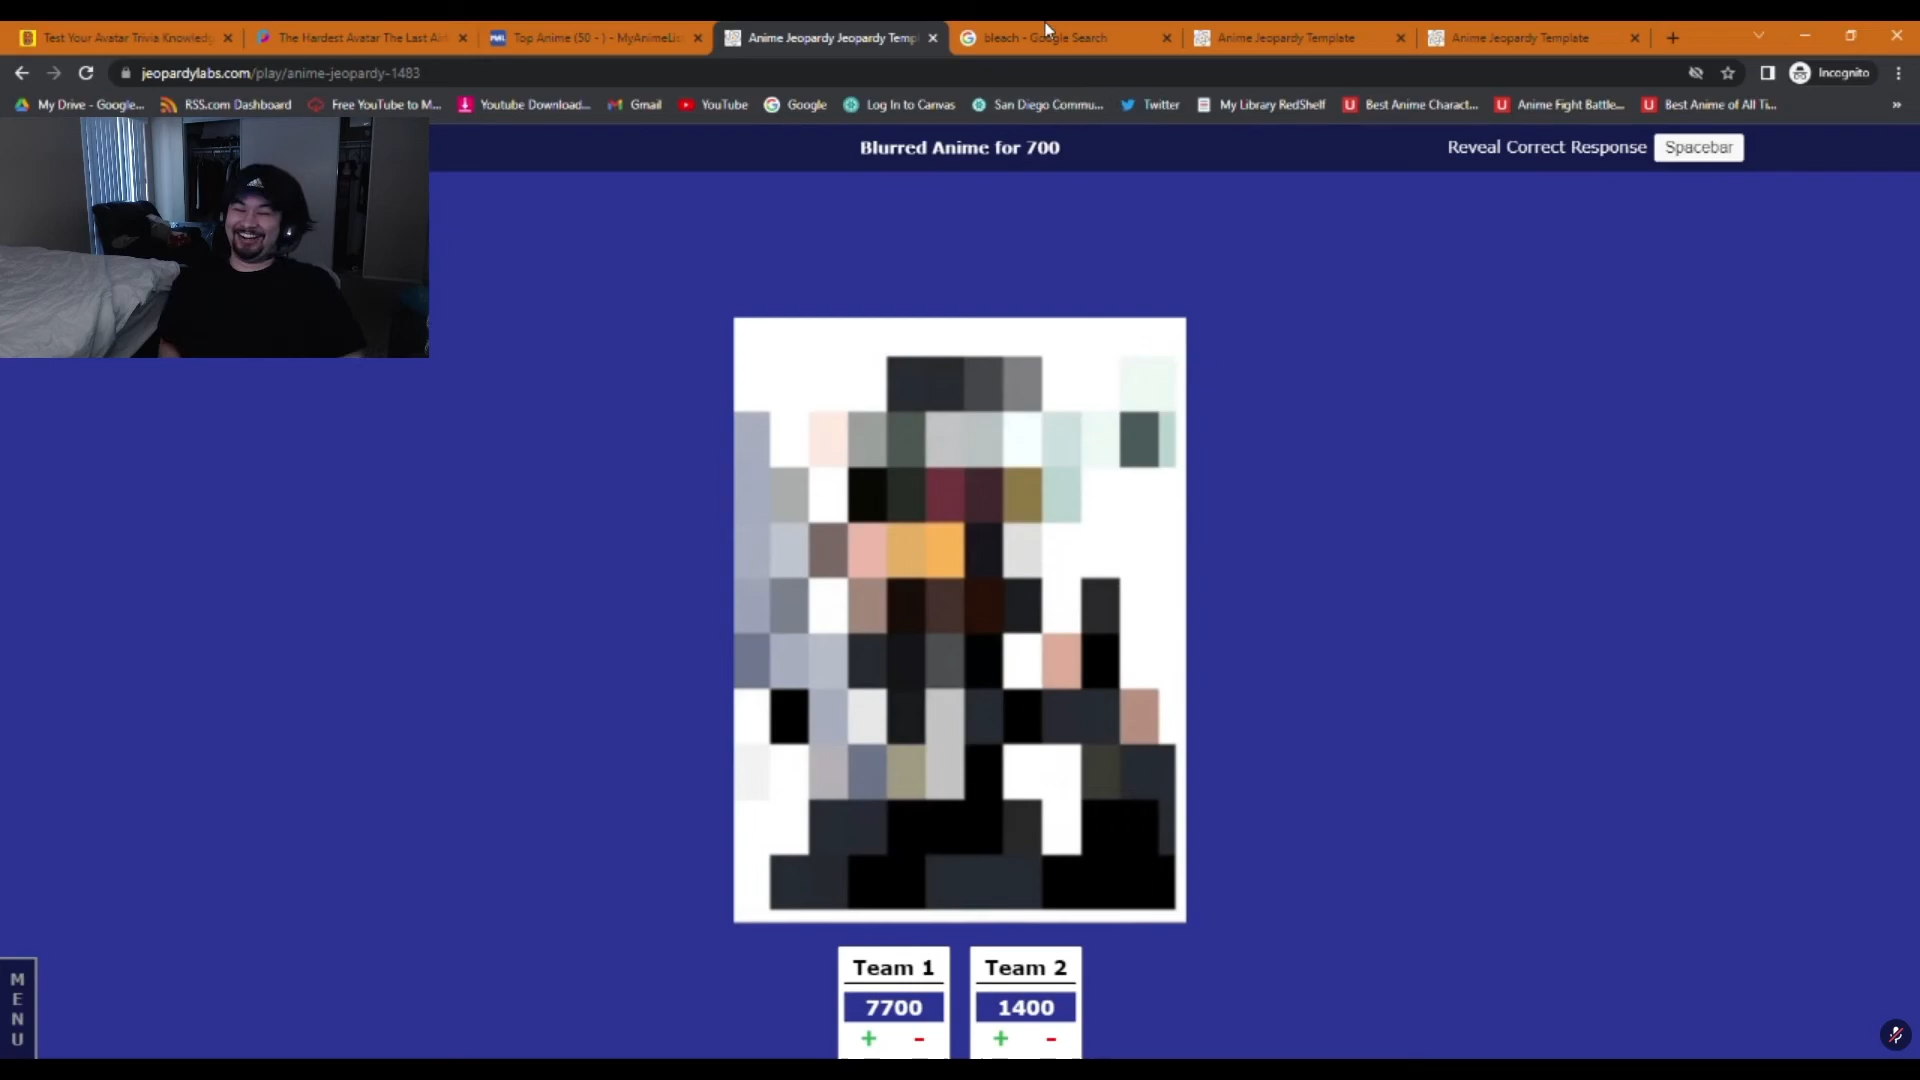 Test Your Avatar Trivia Knowledg
The Hardest Avatar The Last Ai
Top Anime (50 - ) - MyAnimeLi
Anime Jeopardy Jeopardy Temp
bleach - Google Search
Anime Jeopardy Template
Anime Jeopardy Template
jeopardylabs.com/play/anime-jeopardy-1483
Incognito
My Drive - Google...
RSS.com Dashboard
Free YouTube to M...
Youtube Download...
Gmail
YouTube
Google
Log In to Canvas
San Diego Commu...
Twitter
My Library RedShelf
Best Anime Charact...
Anime Fight Battle...
Best Anime of All Ti...
»
Blurred Anime for 700
Reveal Correct Response
Spacebar
MENU
Team 1
Team 2
7700
1400
+ -
+ -